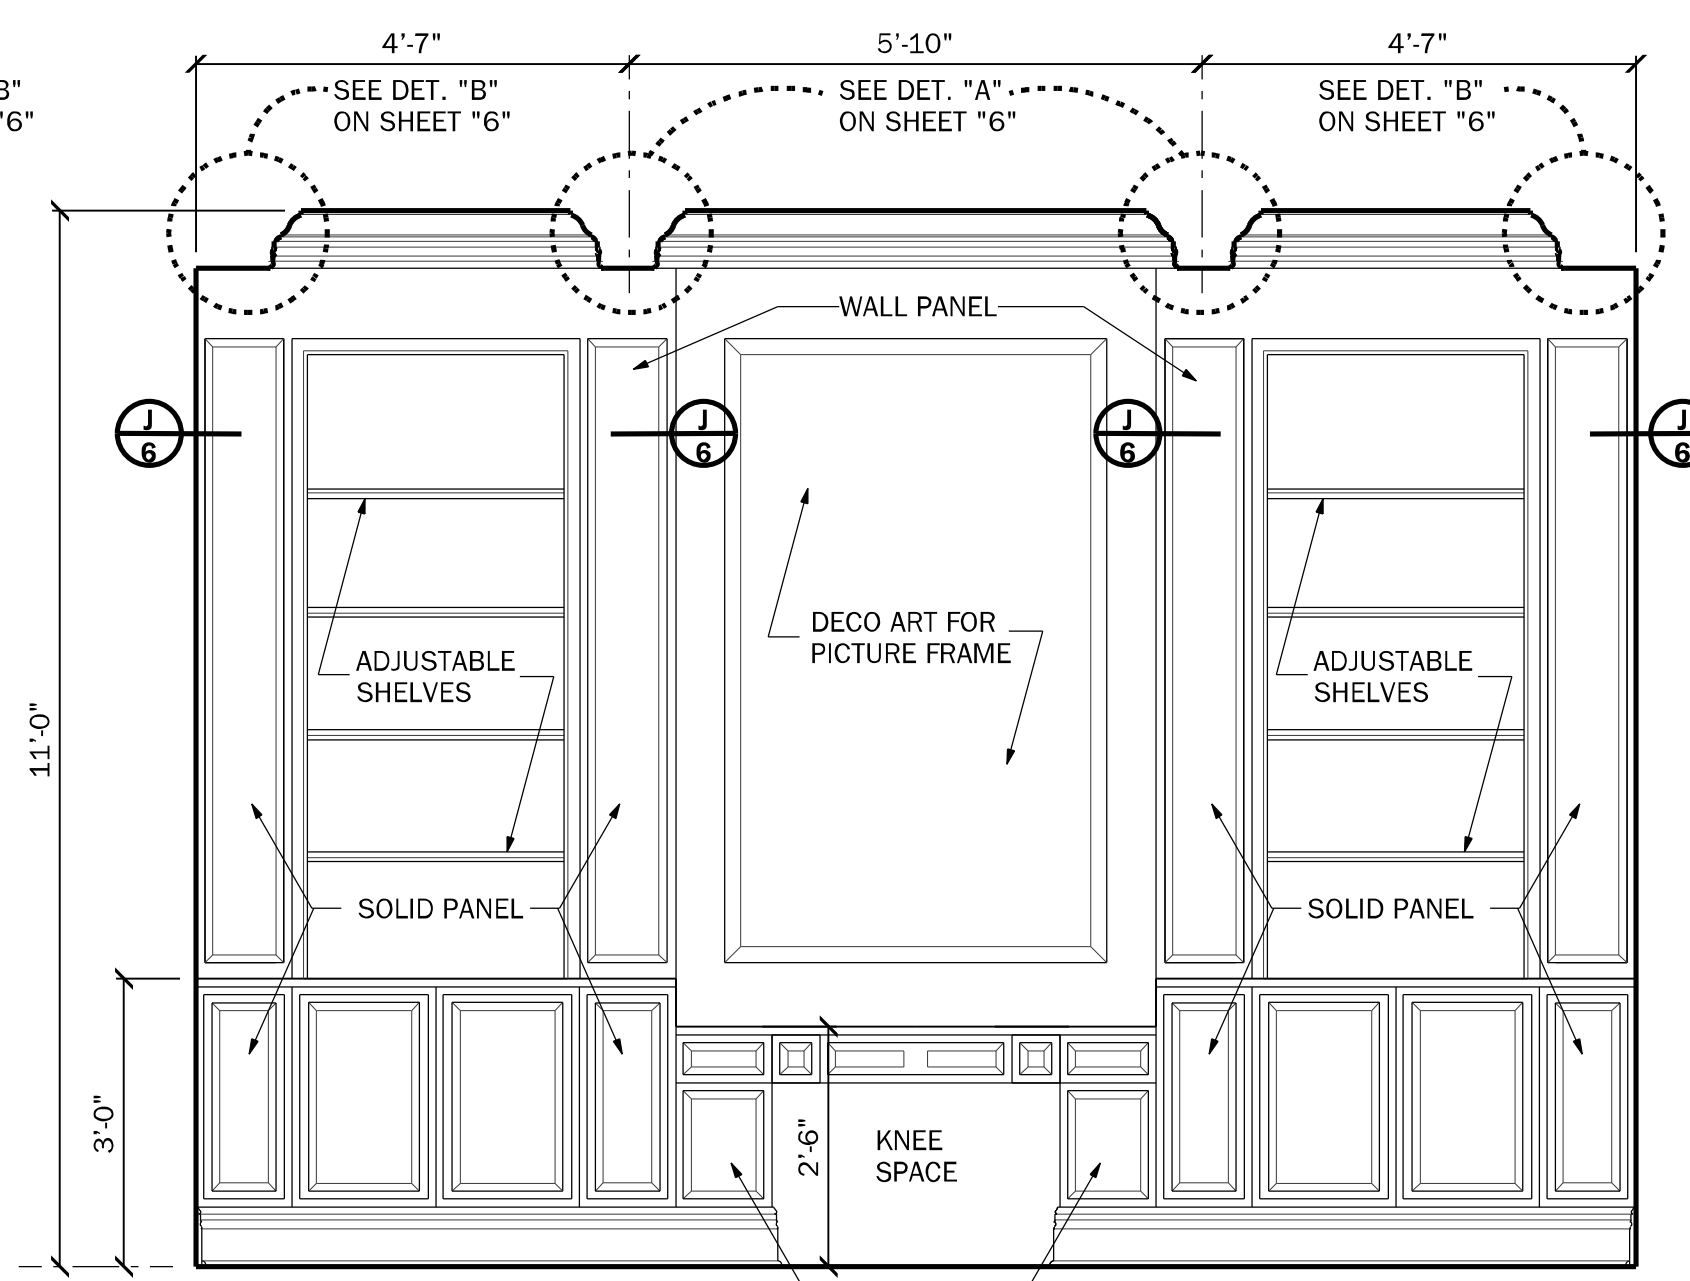 4'-7"
5'-10"
4'-7"
B"
"6"
SEE DET. "B"
ON SHEET "6"
SEE DET. "A"
ON SHEET "6"
SEE DET. "B"
ON SHEET "6"
WALL PANEL
J
6
J
6
J
6
J
6
DECO ART FOR
PICTURE FRAME
ADJUSTABLE
SHELVES
ADJUSTABLE
SHELVES
11'-0"
SOLID PANEL
SOLID PANEL
3'-0"
2'-6"
KNEE
SPACE